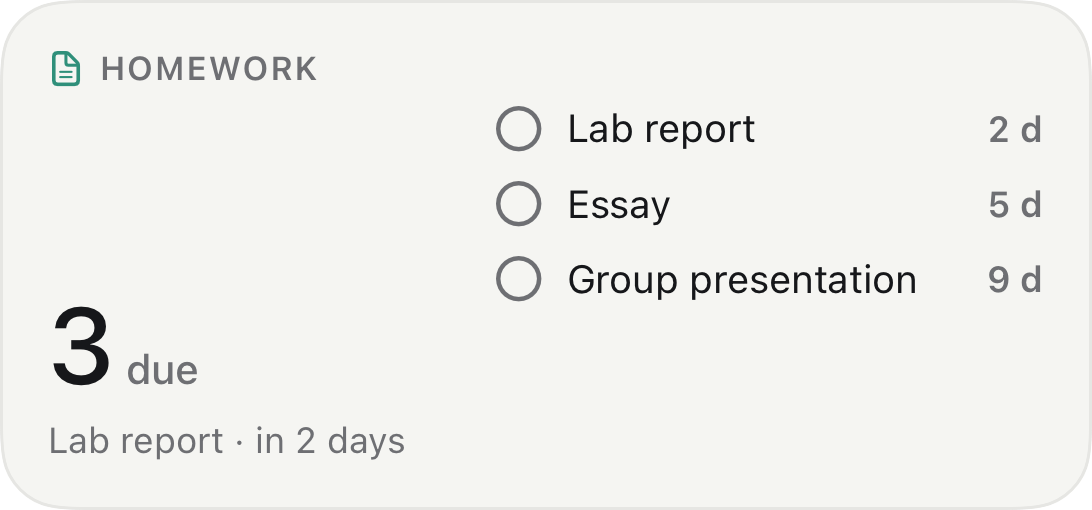 HOMEWORK
3 due
Lab report · in 2 days
Lab report 2 d
Essay 5 d
Group presentation 9 d